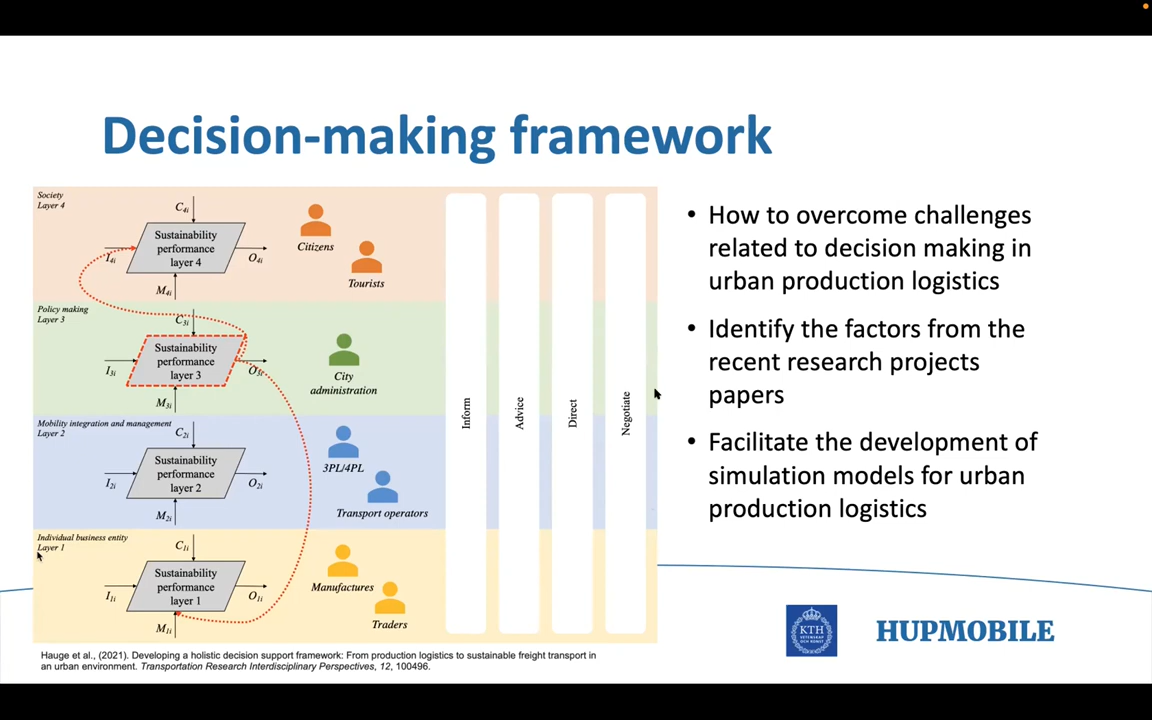 Decision-making framework
Society
Layer 4
C4i
Sustainability
performance
layer 4
I4i
O4i
M4i
Citizens
Tourists
Policy making
Layer 3
C3i
Sustainability
performance
layer 3
I3i
O3i
M3i
City
administration
Mobility integration and management
Layer 2
C2i
Sustainability
performance
layer 2
I2i
O2i
M2i
3PL/4PL
Transport operators
Individual business entity
Layer 1
C1i
Sustainability
performance
layer 1
I1i
O1i
M1i
Manufactures
Traders
Inform
Advice
Direct
Negotiate
• How to overcome challenges
related to decision making in
urban production logistics
• Identify the factors from the
recent research projects
papers
• Facilitate the development of
simulation models for urban
production logistics
Hauge et al., (2021). Developing a holistic decision support framework: From production logistics to sustainable freight transport in
an urban environment. Transportation Research Interdisciplinary Perspectives, 12, 100496.
KTH
VETENSKAP
OCH KONST
HUPMOBILE